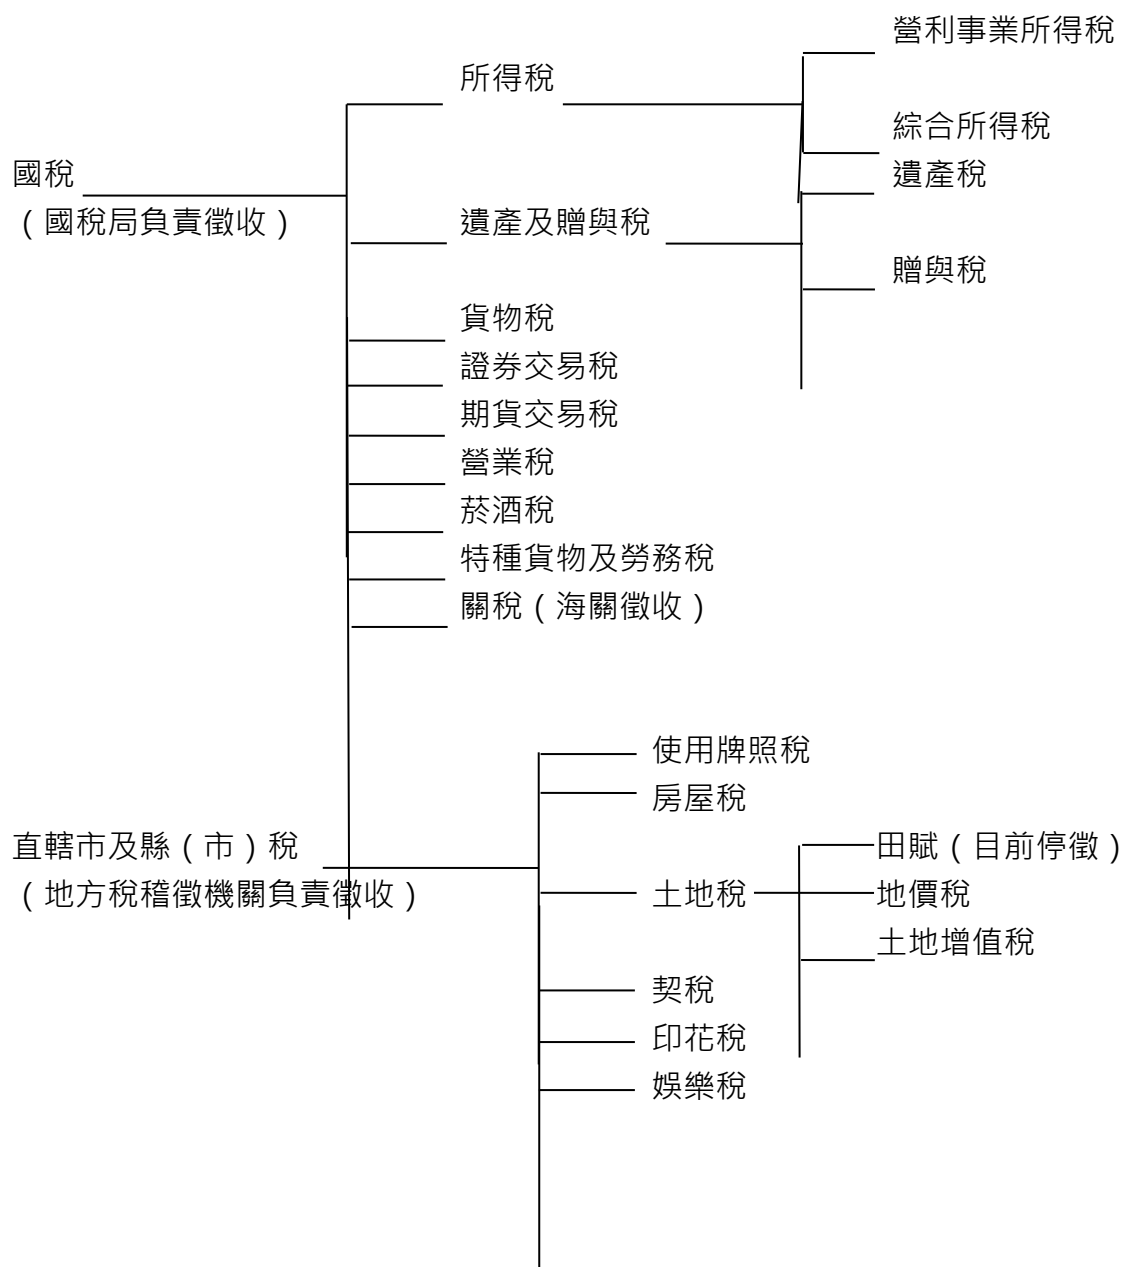 營利事業所得稅
所得稅
綜合所得稅
國稅
遺產稅
（國稅局負責徵收）
遺產及贈與稅
贈與稅
貨物稅
證券交易稅
期貨交易稅
營業稅
菸酒稅
特種貨物及勞務稅
關稅（海關徵收）
使用牌照稅
房屋稅
直轄市及縣（市）稅
田賦（目前停徵）
（地方稅稽徵機關負責徵收）
土地稅
地價稅
土地增值稅
契稅
印花稅
娛樂稅